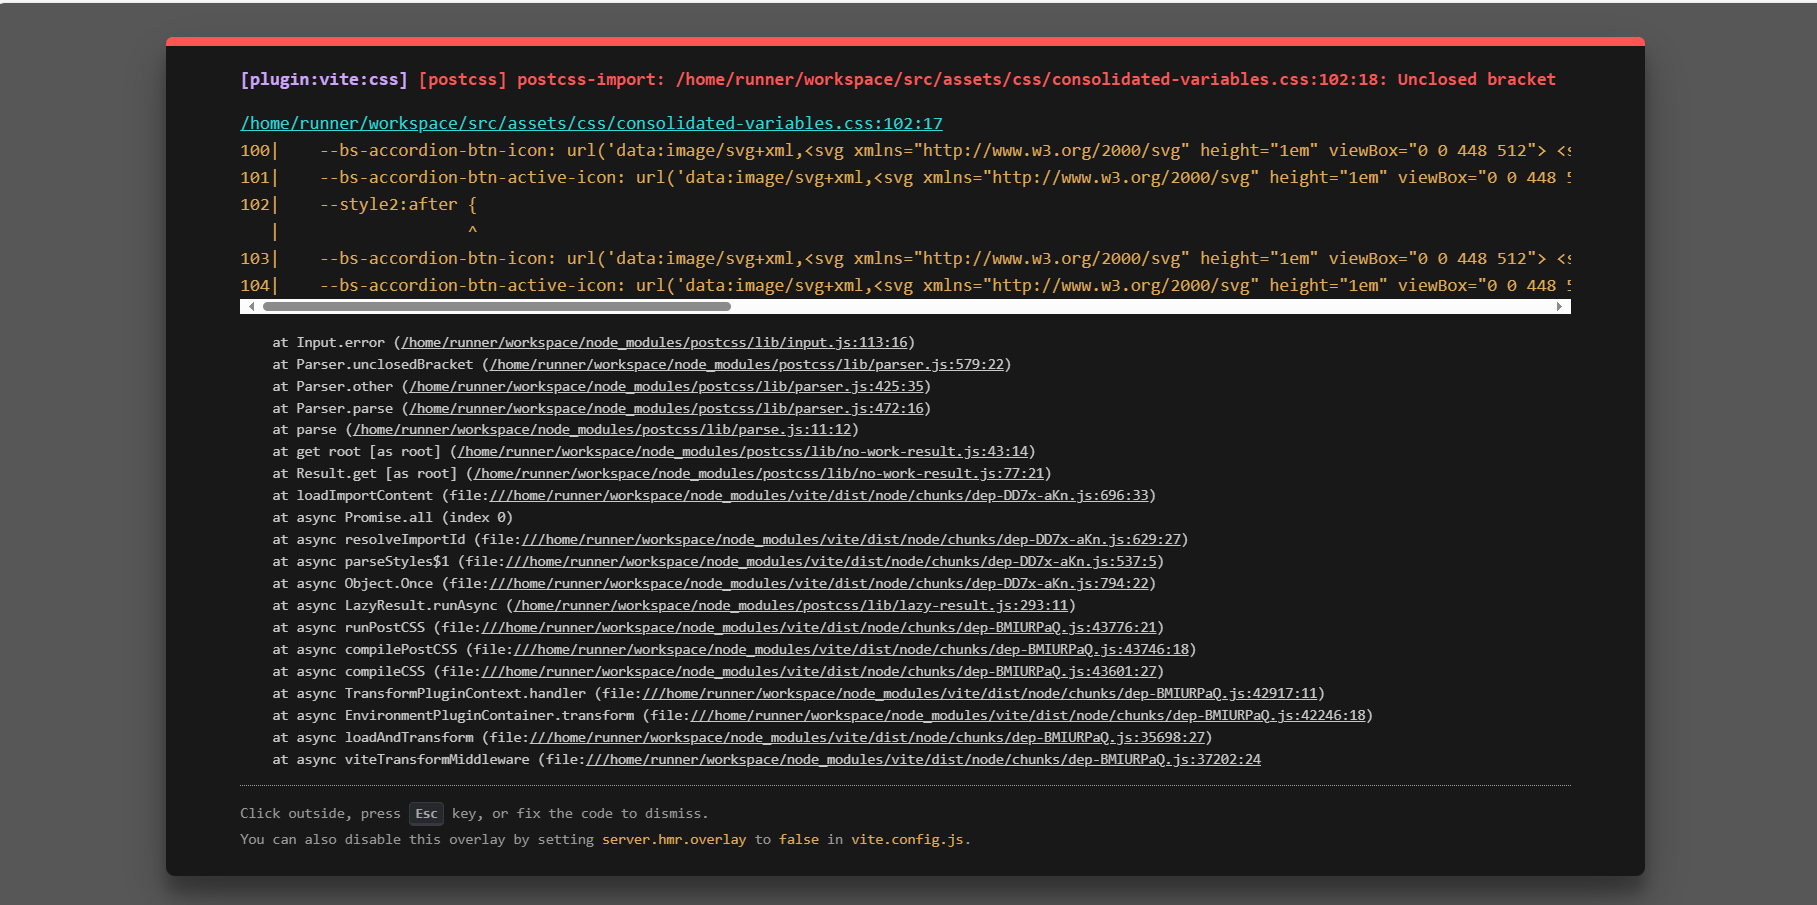 [plugin:vite:css] [postcss] postcss-import: /home/runner/workspace/src/assets/css/consolidated-variables.css:102:18: Unclosed bracket
/home/runner/workspace/src/assets/css/consolidated-variables.css:102:17
100|    --bs-accordion-btn-icon: url('data:image/svg+xml,<svg xmlns="http://www.w3.org/2000/svg" height="1em" viewBox="0 0 448 512"> <s
101|    --bs-accordion-btn-active-icon: url('data:image/svg+xml,<svg xmlns="http://www.w3.org/2000/svg" height="1em" viewBox="0 0 448 5
102|    --style2:after {
   |                   ^
103|    --bs-accordion-btn-icon: url('data:image/svg+xml,<svg xmlns="http://www.w3.org/2000/svg" height="1em" viewBox="0 0 448 512"> <s
104|    --bs-accordion-btn-active-icon: url('data:image/svg+xml,<svg xmlns="http://www.w3.org/2000/svg" height="1em" viewBox="0 0 448 5
    at Input.error (/home/runner/workspace/node_modules/postcss/lib/input.js:113:16)
    at Parser.unclosedBracket (/home/runner/workspace/node_modules/postcss/lib/parser.js:579:22)
    at Parser.other (/home/runner/workspace/node_modules/postcss/lib/parser.js:425:35)
    at Parser.parse (/home/runner/workspace/node_modules/postcss/lib/parser.js:472:16)
    at parse (/home/runner/workspace/node_modules/postcss/lib/parse.js:11:12)
    at get root [as root] (/home/runner/workspace/node_modules/postcss/lib/no-work-result.js:43:14)
    at Result.get [as root] (/home/runner/workspace/node_modules/postcss/lib/no-work-result.js:77:21)
    at loadImportContent (file:///home/runner/workspace/node_modules/vite/dist/node/chunks/dep-DD7x-aKn.js:696:33)
    at async Promise.all (index 0)
    at async resolveImportId (file:///home/runner/workspace/node_modules/vite/dist/node/chunks/dep-DD7x-aKn.js:629:27)
    at async parseStyles$1 (file:///home/runner/workspace/node_modules/vite/dist/node/chunks/dep-DD7x-aKn.js:537:5)
    at async Object.Once (file:///home/runner/workspace/node_modules/vite/dist/node/chunks/dep-DD7x-aKn.js:794:22)
    at async LazyResult.runAsync (/home/runner/workspace/node_modules/postcss/lib/lazy-result.js:293:11)
    at async runPostCSS (file:///home/runner/workspace/node_modules/vite/dist/node/chunks/dep-BMIURPaQ.js:43776:21)
    at async compilePostCSS (file:///home/runner/workspace/node_modules/vite/dist/node/chunks/dep-BMIURPaQ.js:43746:18)
    at async compileCSS (file:///home/runner/workspace/node_modules/vite/dist/node/chunks/dep-BMIURPaQ.js:43601:27)
    at async TransformPluginContext.handler (file:///home/runner/workspace/node_modules/vite/dist/node/chunks/dep-BMIURPaQ.js:42917:11)
    at async EnvironmentPluginContainer.transform (file:///home/runner/workspace/node_modules/vite/dist/node/chunks/dep-BMIURPaQ.js:42246:18)
    at async loadAndTransform (file:///home/runner/workspace/node_modules/vite/dist/node/chunks/dep-BMIURPaQ.js:35698:27)
    at async viteTransformMiddleware (file:///home/runner/workspace/node_modules/vite/dist/node/chunks/dep-BMIURPaQ.js:37202:24
Click outside, press Esc key, or fix the code to dismiss.
You can also disable this overlay by setting server.hmr.overlay to false in vite.config.js.